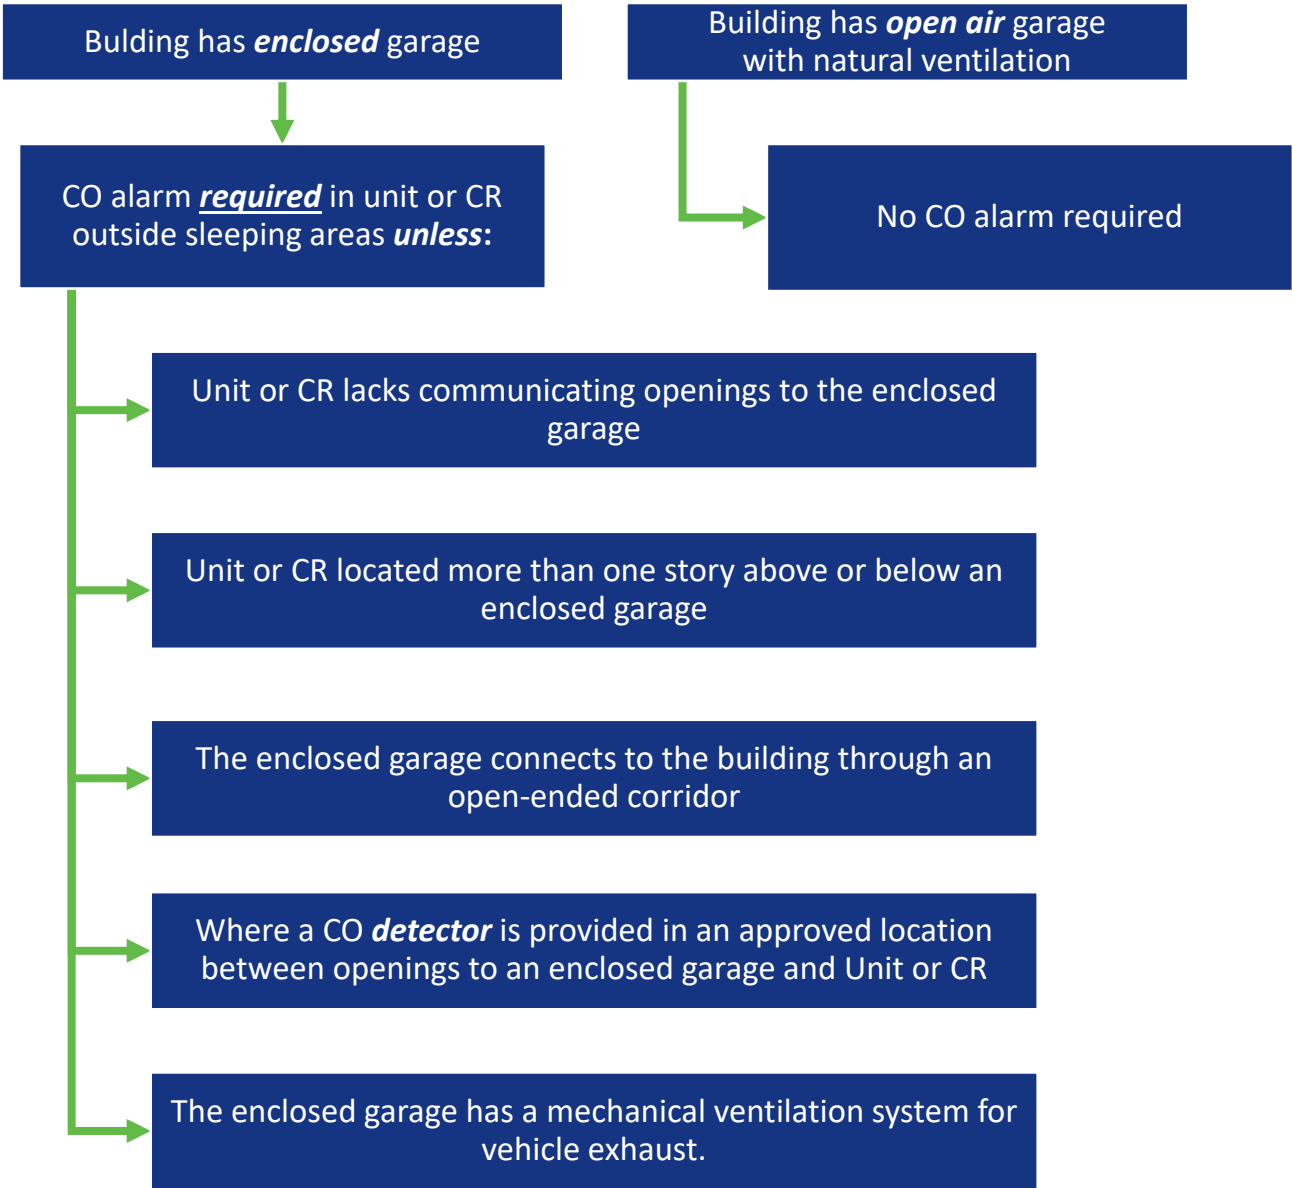 Bulding has enclosed garage
Building has open air garage
with natural ventilation
CO alarm required in unit or CR
outside sleeping areas unless:
No CO alarm required
Unit or CR lacks communicating openings to the enclosed
garage
Unit or CR located more than one story above or below an
enclosed garage
The enclosed garage connects to the building through an
open-ended corridor
Where a CO detector is provided in an approved location
between openings to an enclosed garage and Unit or CR
The enclosed garage has a mechanical ventilation system for
vehicle exhaust.